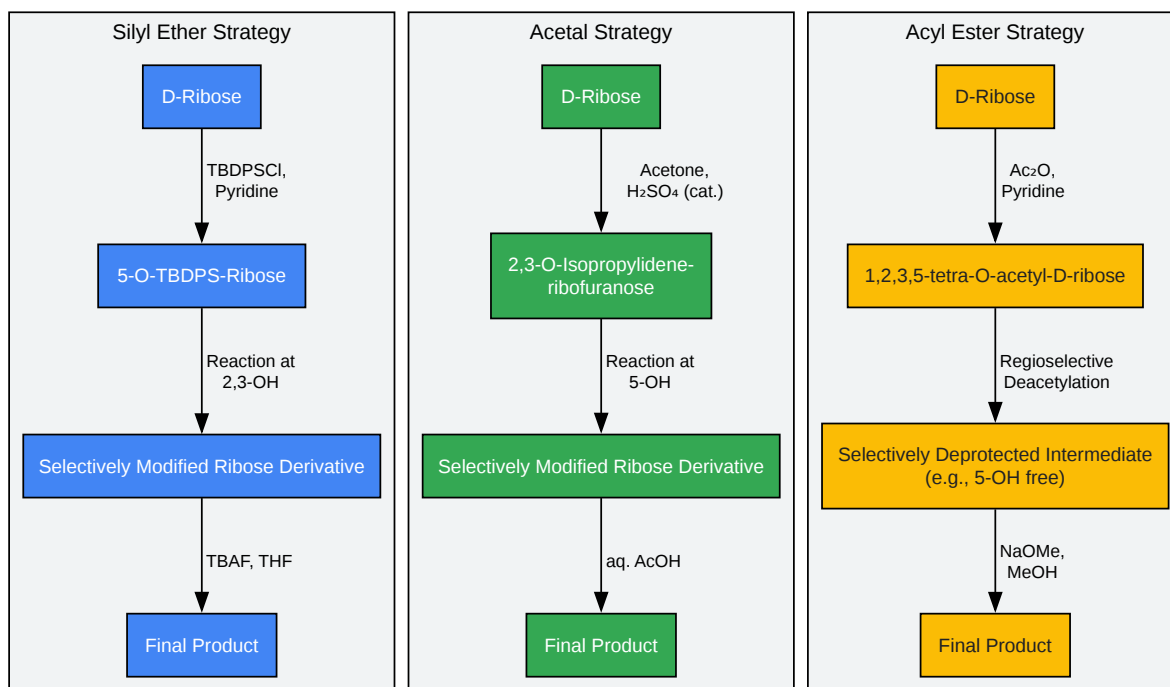 Silyl Ether Strategy
D-Ribose
TBDPSCl,
Pyridine
5-O-TBDPS-Ribose
Reaction at
2,3-OH
Selectively Modified Ribose Derivative
TBAF, THF
Final Product
Acetal Strategy
D-Ribose
Acetone,
H₂SO₄ (cat.)
2,3-O-Isopropylidene-
ribofuranose
Reaction at
5-OH
Selectively Modified Ribose Derivative
aq. AcOH
Final Product
Acyl Ester Strategy
D-Ribose
Ac₂O,
Pyridine
1,2,3,5-tetra-O-acetyl-D-ribose
Regioselective
Deacetylation
Selectively Deprotected Intermediate
(e.g., 5-OH free)
NaOMe,
MeOH
Final Product